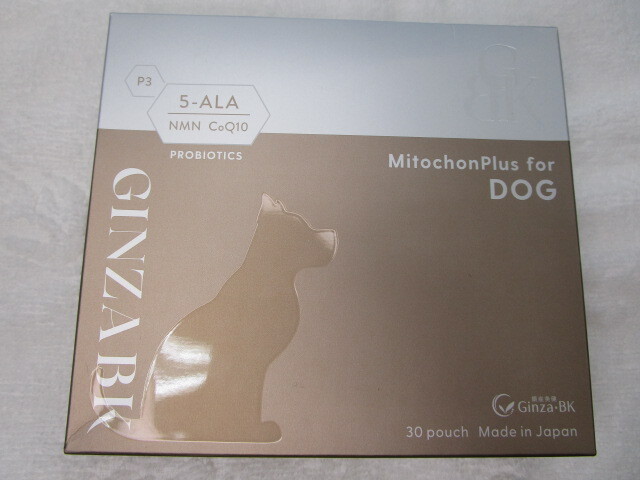 P3
5-ALA
NMN CoQ10
PROBIOTICS
MitochonPlus for
DOG
GINZA BK
Ginza·BK
30 pouch Made in Japan